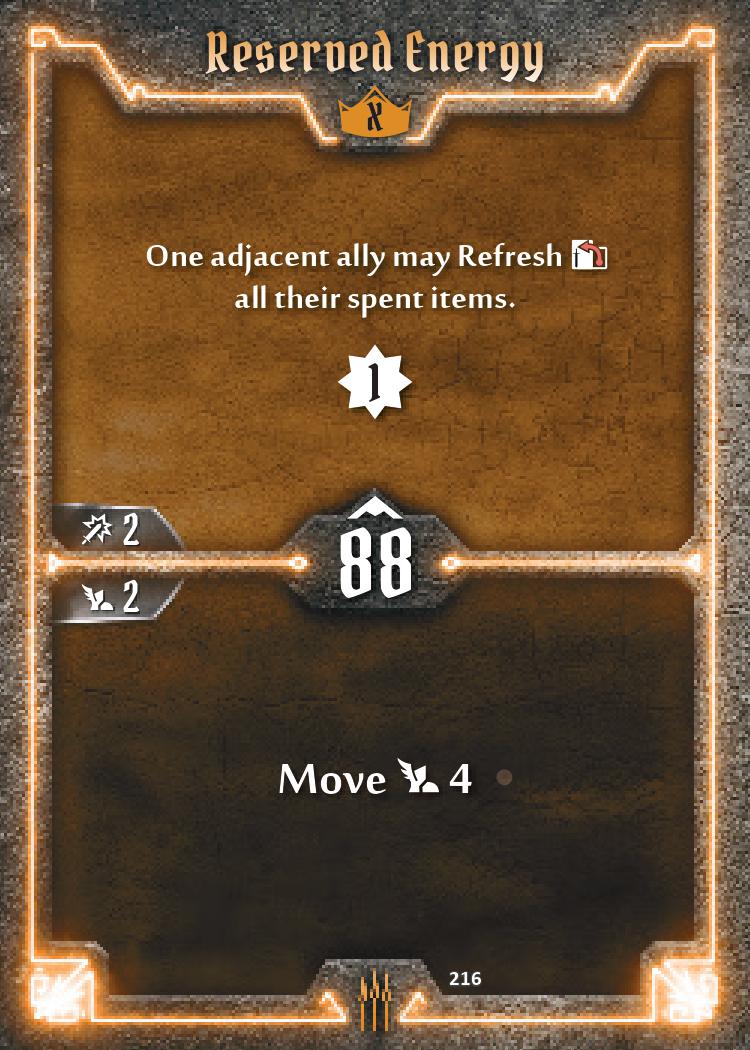 Reserved Energy
X
One adjacent ally may Refresh
all their spent items.
1
2
88
2
Move 4
216